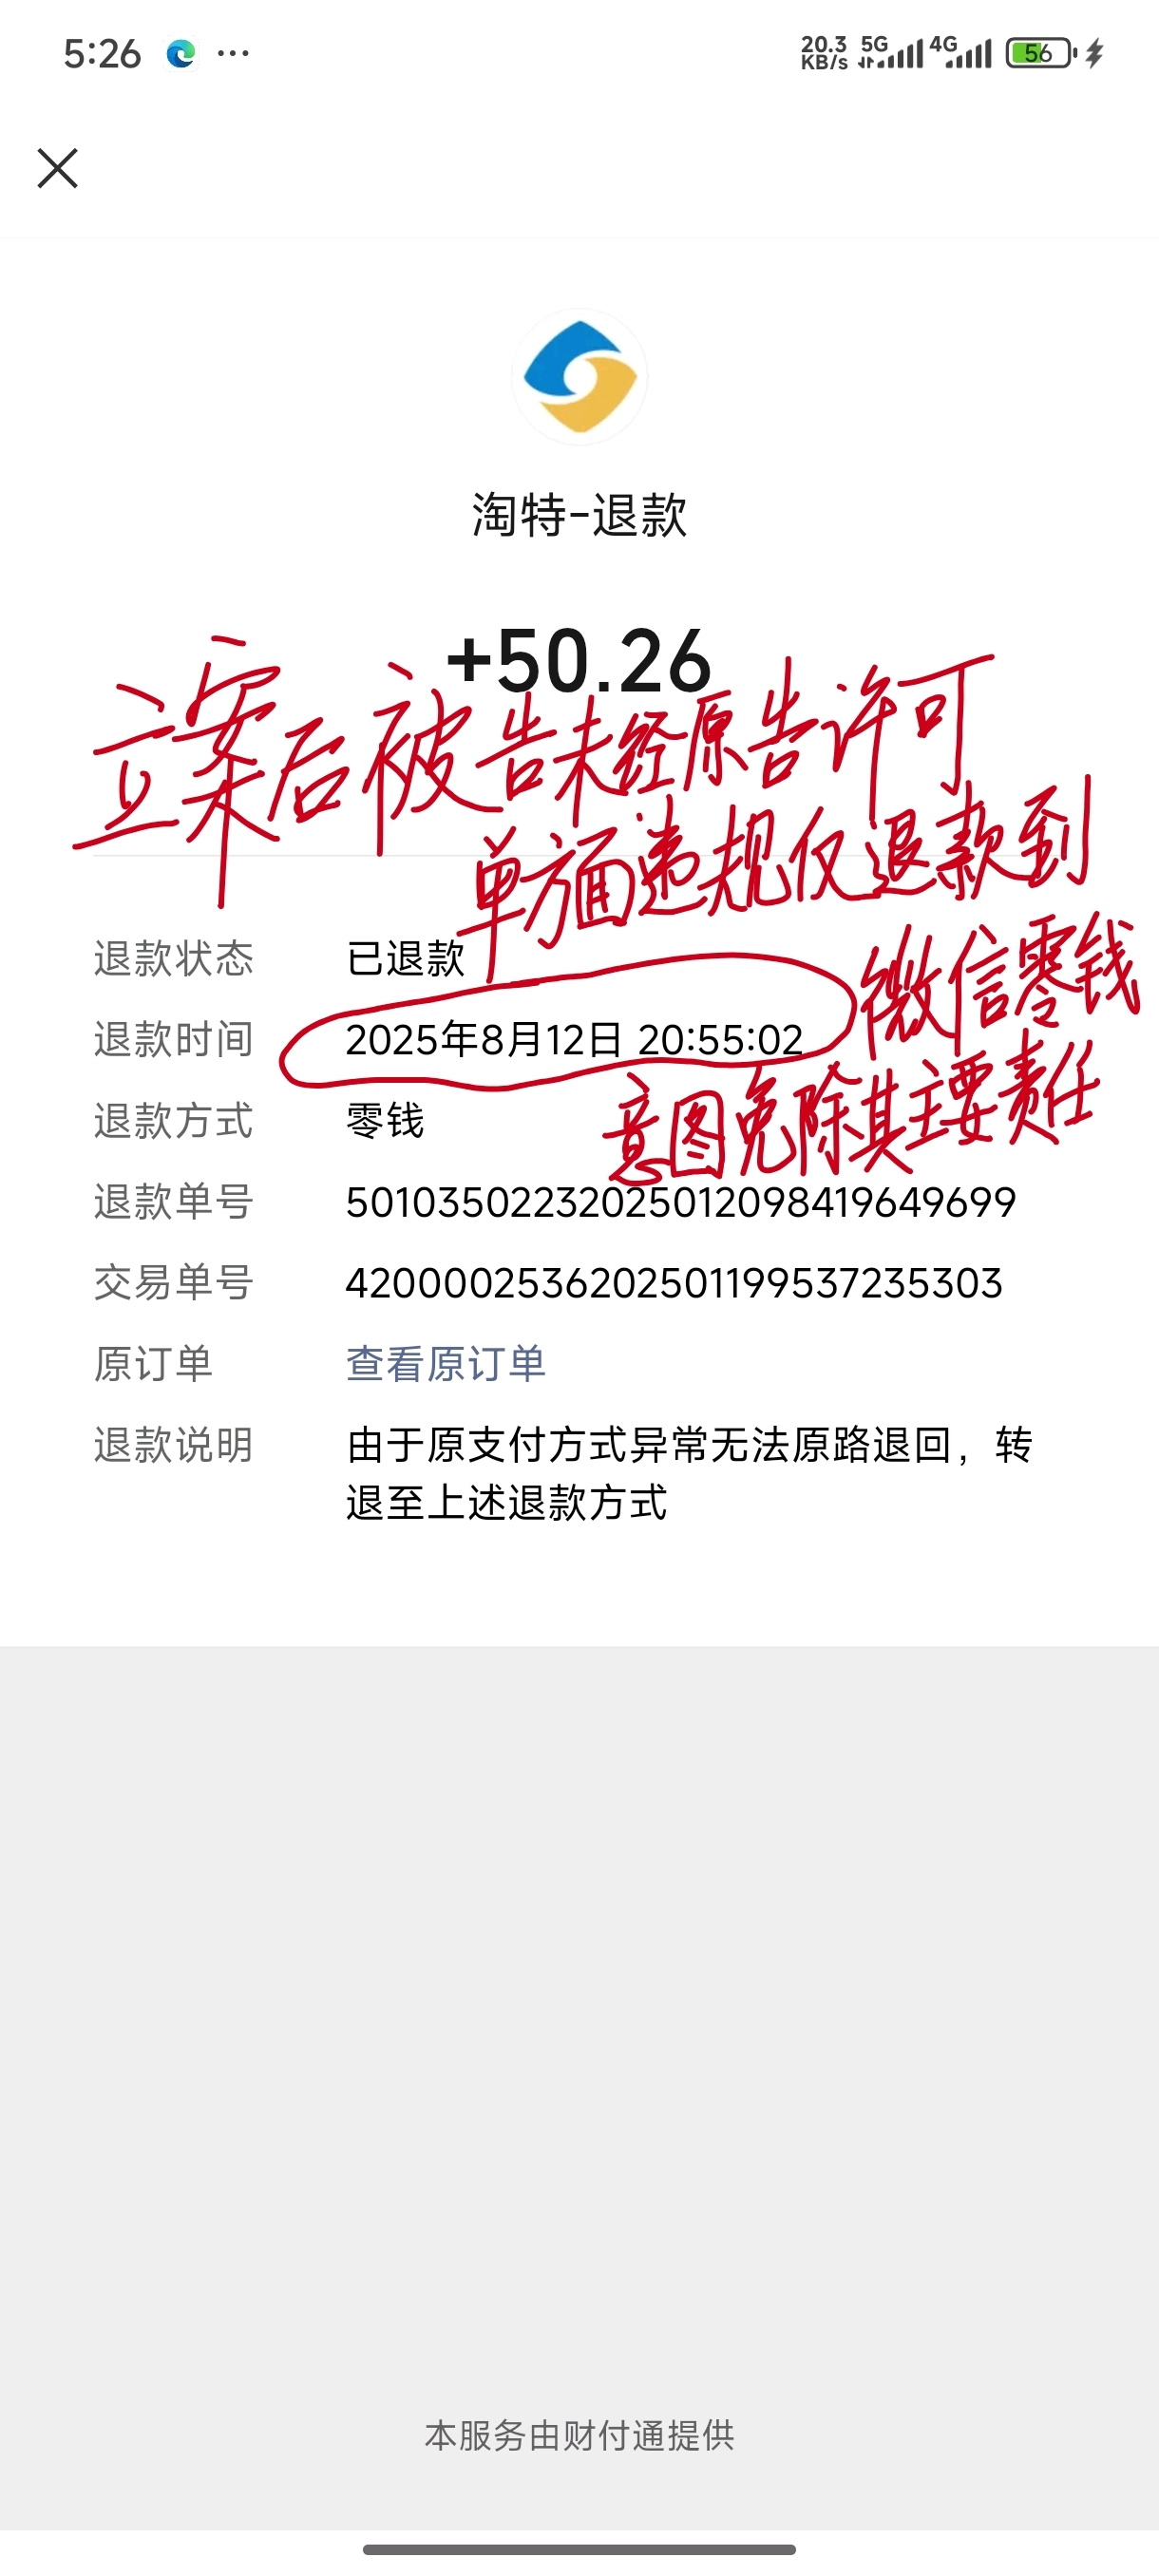 5:26
20.3 KB/s 5G 4G 56
淘特-退款
+50.26
立案后被告未经原告许可
单方面违规仅退款到
微信零钱
意图免除其主要责任
退款状态 已退款
退款时间 2025年8月12日 20:55:02
退款方式 零钱
退款单号 50103502232025012098419649699
交易单号 4200002536202501199537235303
原订单 查看原订单
退款说明 由于原支付方式异常无法原路退回，转
退至上述退款方式
本服务由财付通提供